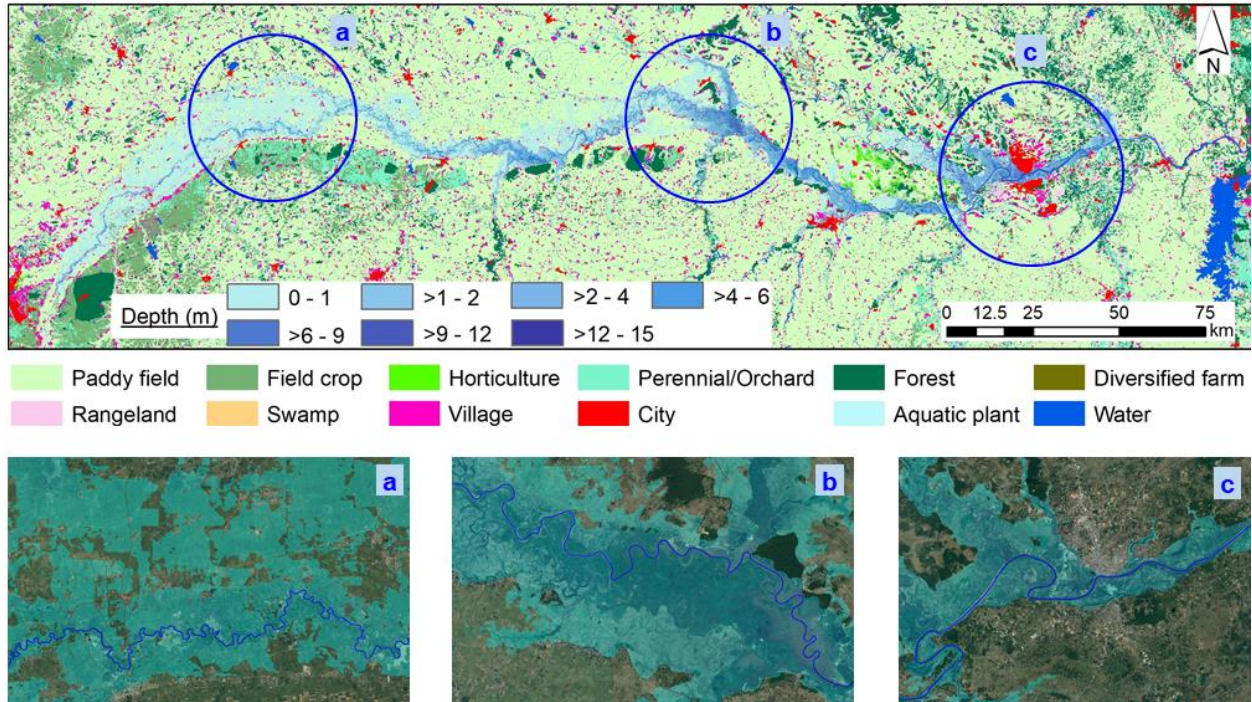 a
b
c
N
Depth (m)
0 - 1
>1 - 2
>2 - 4
>4 - 6
>6 - 9
>9 - 12
>12 - 15
0 12.5 25 50 75
km
Paddy field
Field crop
Horticulture
Perennial/Orchard
Forest
Diversified farm
Rangeland
Swamp
Village
City
Aquatic plant
Water
a
b
c